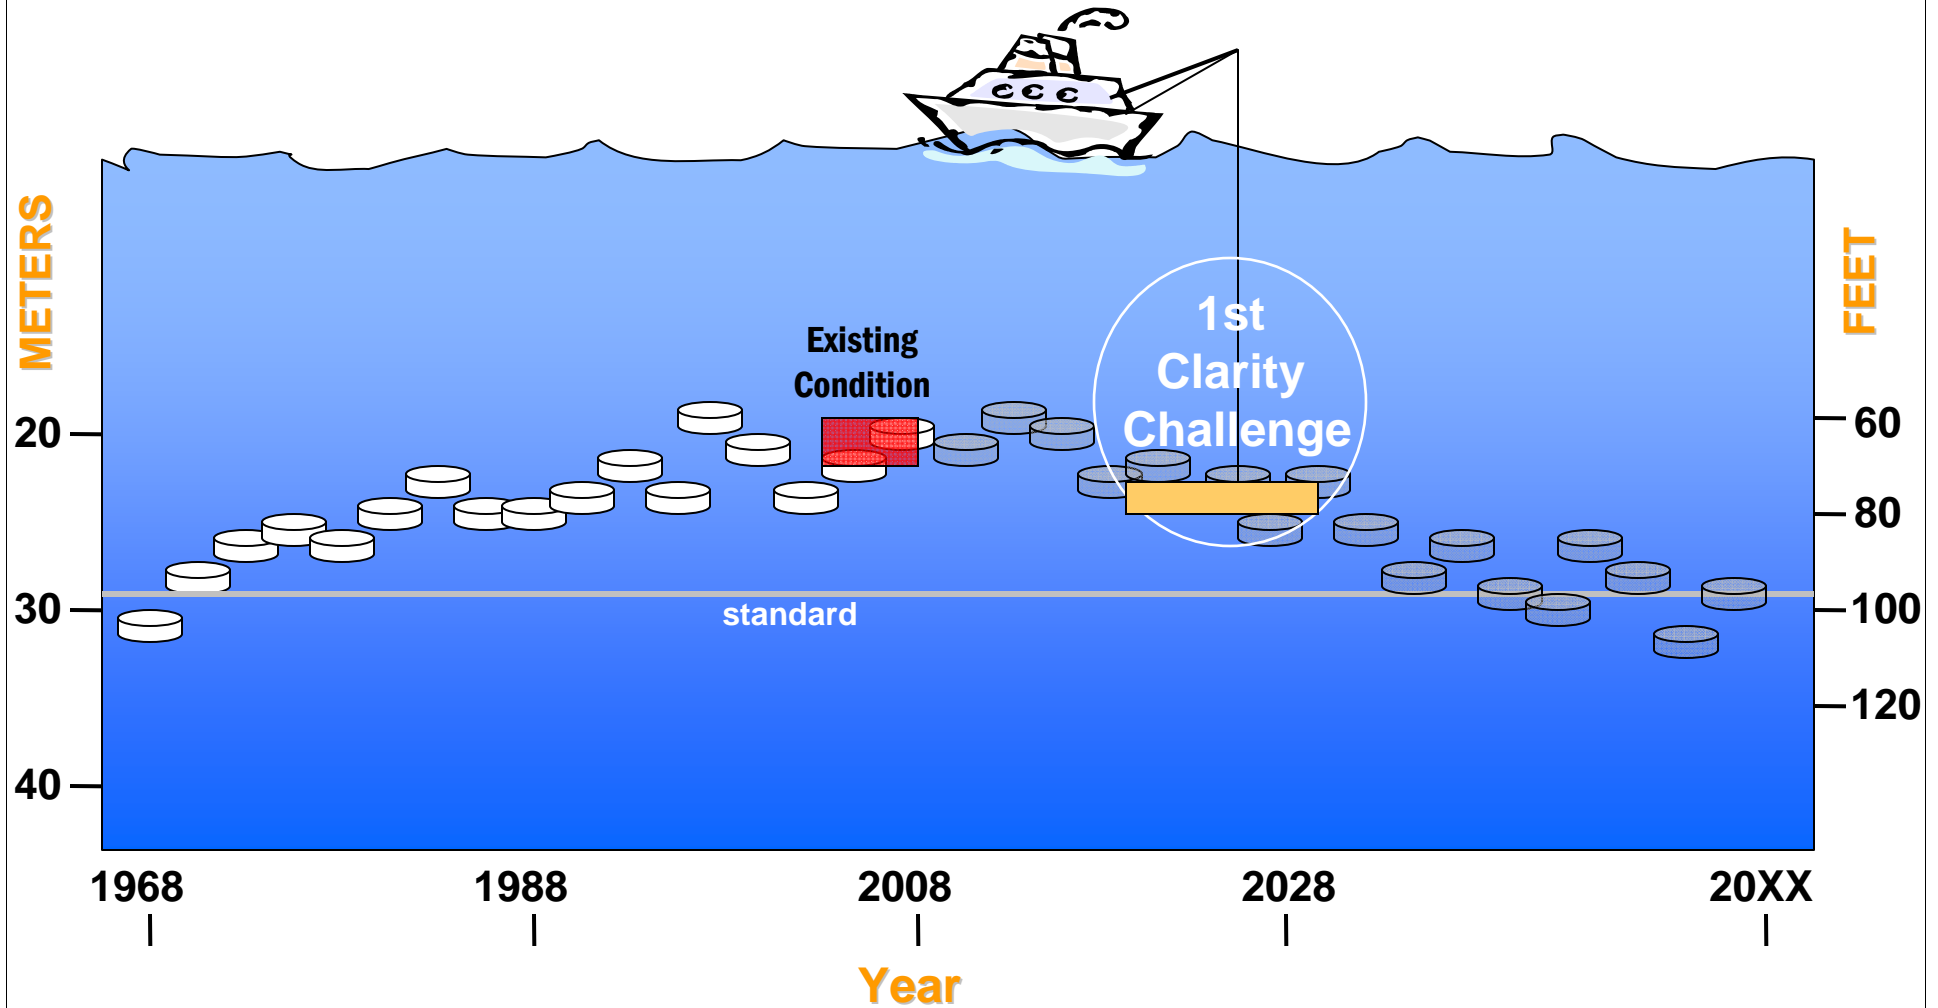 METERS
FEET
1st
Clarity
Challenge
Existing
Condition
20
30
40
60
80
100
120
standard
1968
1988
2008
2028
20XX
Year